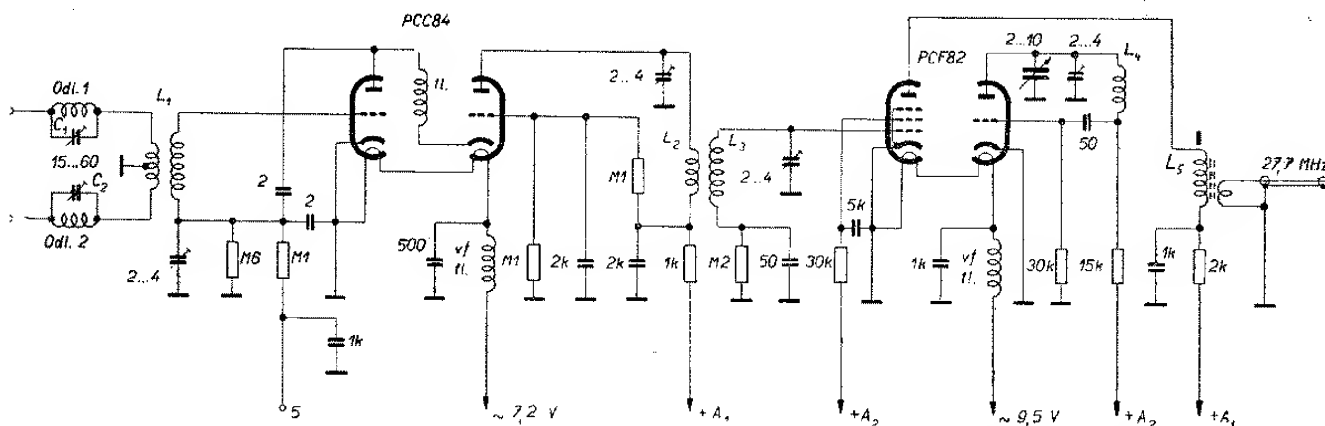 PCC84
PCF82
Odl. 1
C1
15...60
C2
Odl. 2
L1
2...4
M6
M1
2
2
1k
5
tl.
500
vf
tl.
~ 7,2 V
M1
2k
2...4
M1
2k
L2
1k
+A1
L3
M2
50
2...4
30k
+A2
5k
1k
vf
tl.
~ 9,5 V
2...10
2...4
L4
50
30k
15k
+A2
L5
1k
2k
+A1
27,7 MHz